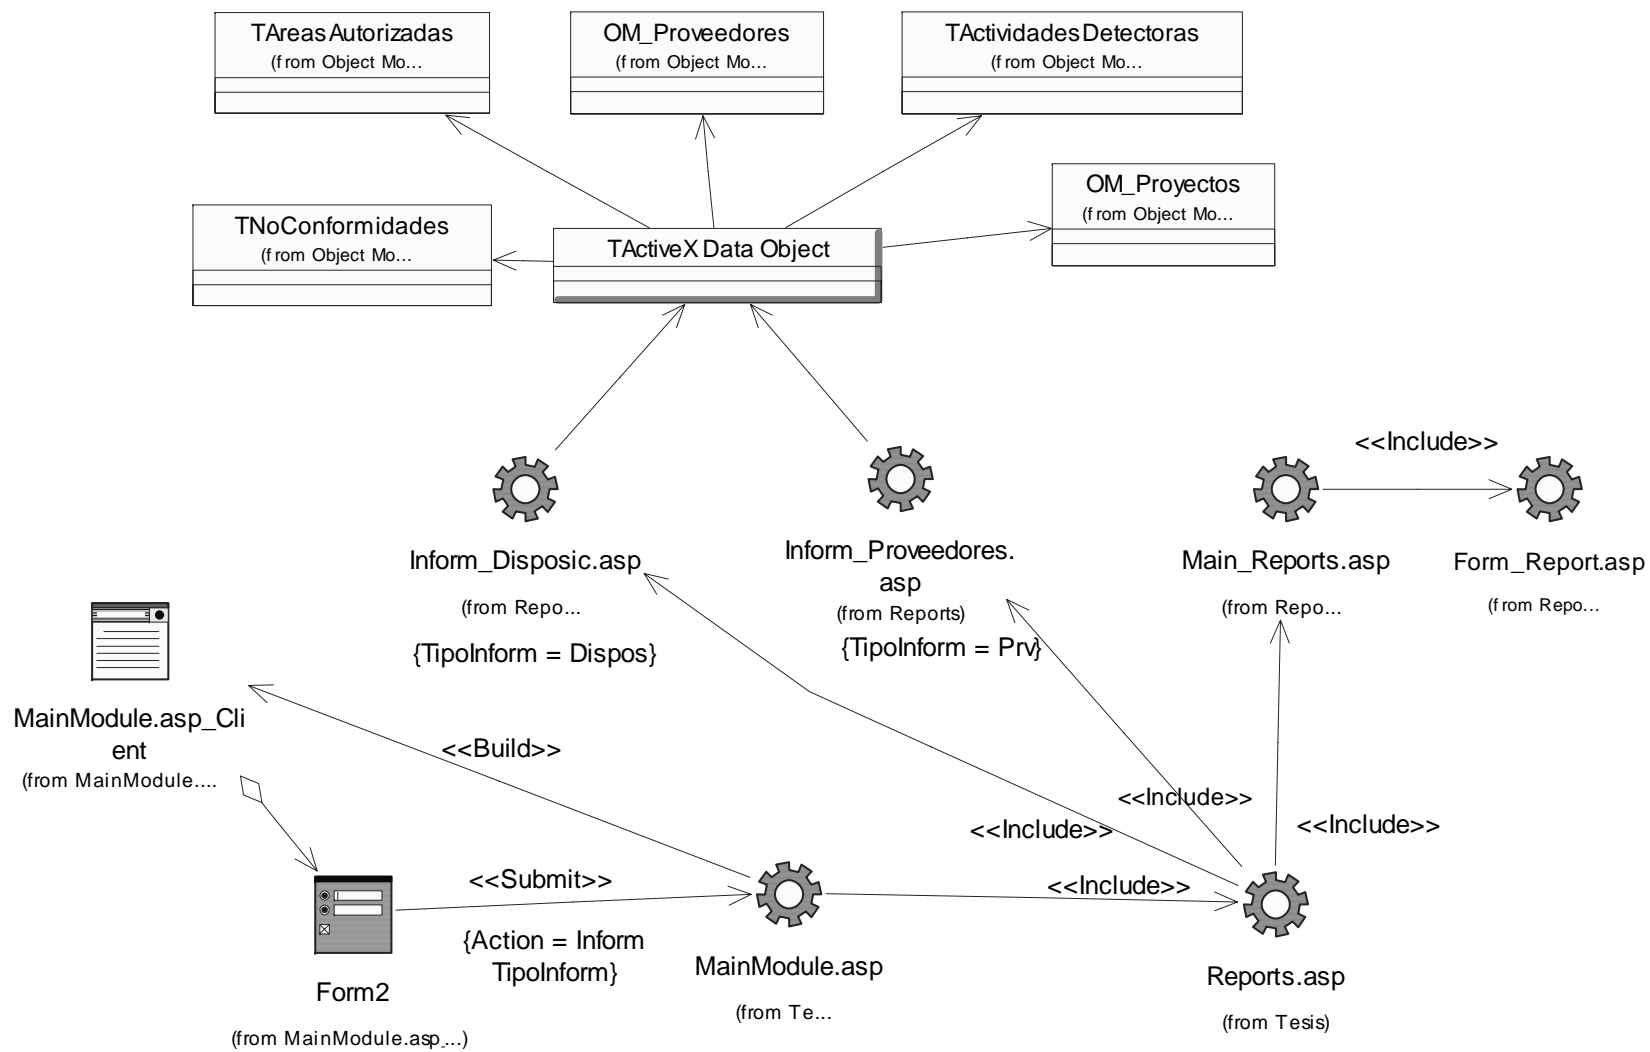 TAreasAutorizadas
(from Object Mo...
OM_Proveedores
(from Object Mo...
TActividadesDetectoras
(from Object Mo...
OM_Proyectos
(from Object Mo...
TNoConformidades
(from Object Mo...
TActiveX Data Object
<<Include>>
Inform_Disposic.asp
(from Repo...
{TipoInform = Dispos}
Inform_Proveedores.
asp
(from Reports)
{TipoInform = Prv}
Main_Reports.asp
(from Repo...
Form_Report.asp
(from Repo...
MainModule.asp_Cli
ent
(from MainModule....
<<Build>>
<<Include>>
<<Include>>
<<Include>>
<<Submit>>
<<Include>>
{Action = Inform
TipoInform}
Form2
(from MainModule.asp_...)
MainModule.asp
(from Te...
Reports.asp
(from Tesis)